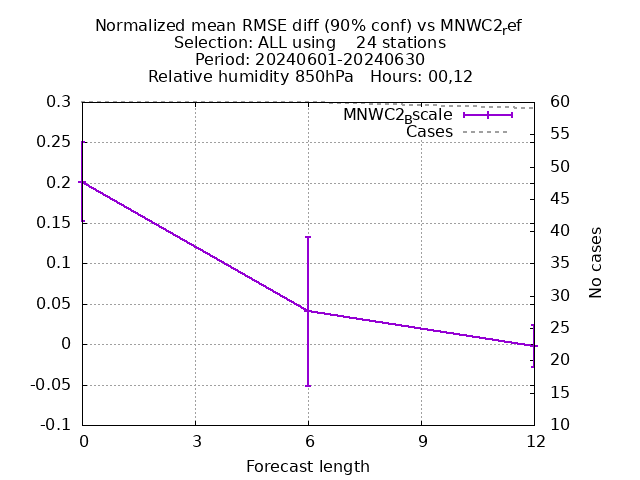 Normalized mean RMSE diff (90% conf) vs MNWC2_ref
Selection: ALL using    24 stations
Period: 20240601-20240630
Relative humidity 850hPa   Hours: 00,12
MNWC2_Bscale
Cases
0.3
0.25
0.2
0.15
0.1
0.05
0
-0.05
-0.1
60
55
50
45
40
35
30
25
20
15
10
No cases
0 3 6 9 12
Forecast length